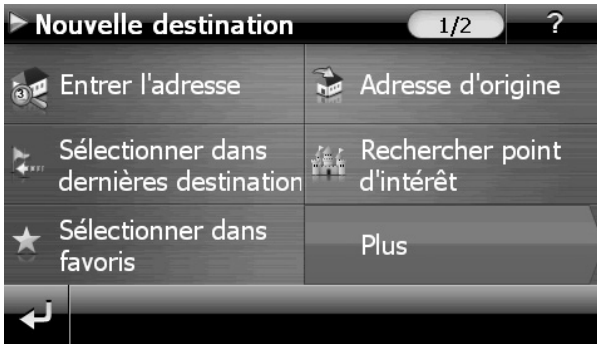 Nouvelle destination
1/2
?
Entrer l'adresse
Adresse d'origine
Sélectionner dans
dernières destination
Rechercher point
d'intérêt
Sélectionner dans
favoris
Plus